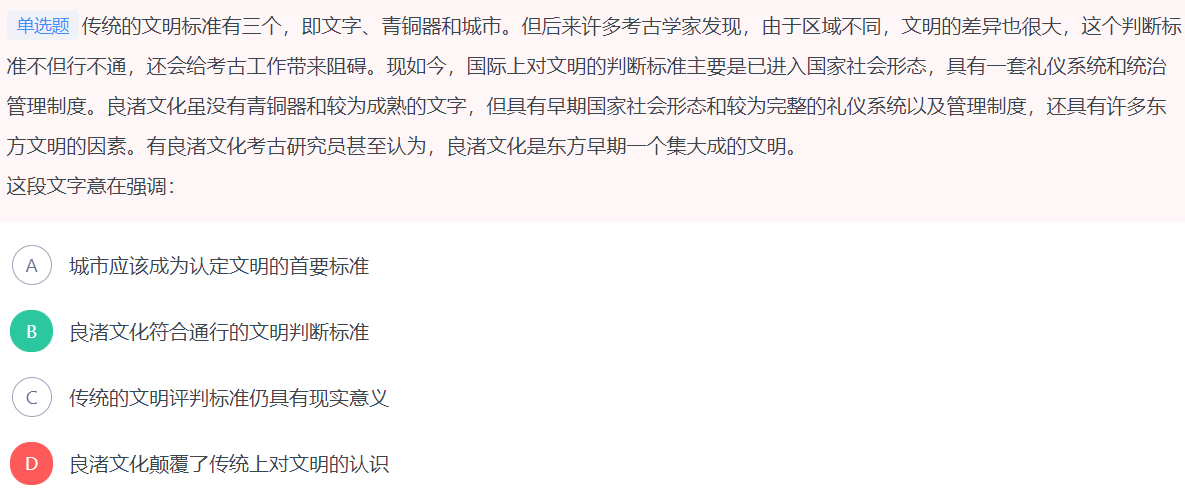 单选题 传统的文明标准有三个，即文字、青铜器和城市。但后来许多考古学家发现，由于区域不同，文明的差异也很大，这个判断标
准不但行不通，还会给考古工作带来阻碍。现如今，国际上对文明的判断标准主要是已进入国家社会形态，具有一套礼仪系统和统治
管理制度。良渚文化虽没有青铜器和较为成熟的文字，但具有早期国家社会形态和较为完整的礼仪系统以及管理制度，还具有许多东
方文明的因素。有良渚文化考古研究员甚至认为，良渚文化是东方早期一个集大成的文明。
这段文字意在强调：
A 城市应该成为认定文明的首要标准
B 良渚文化符合通行的文明判断标准
C 传统的文明评判标准仍具有现实意义
D 良渚文化颠覆了传统上对文明的认识